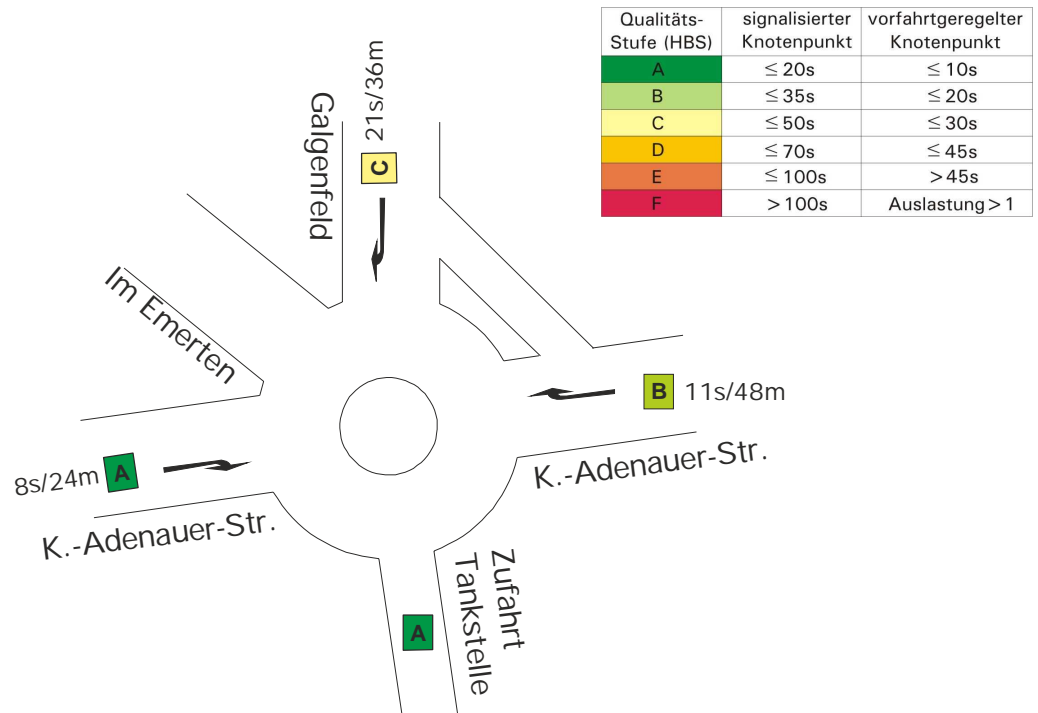 Qualitäts-Stufe (HBS) signalisierter Knotenpunkt vorfahrtgeregelter Knotenpunkt
A ≤ 20s ≤ 10s
B ≤ 35s ≤ 20s
C ≤ 50s ≤ 30s
D ≤ 70s ≤ 45s
E ≤ 100s > 45s
F > 100s Auslastung > 1
21s/36m
Galgenfeld
C
Im Emerten
B 11s/48m
K.-Adenauer-Str.
8s/24m A
K.-Adenauer-Str.
Zufahrt
Tankstelle
A